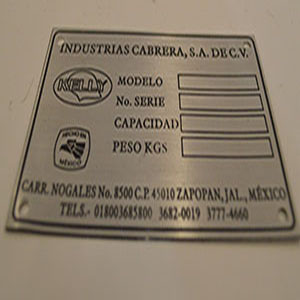 INDUSTRIAS CABRERA, S.A. DE C.V.
KELLY
MODELO
No. SERIE
CAPACIDAD
HECHO EN
MÉXICO
PESO KGS
CARR. NOGALES No. 8500 C.P. 45010 ZAPOPAN, JAL., MÉXICO
TELS.- 018003685800 3682-0019 3777-4660